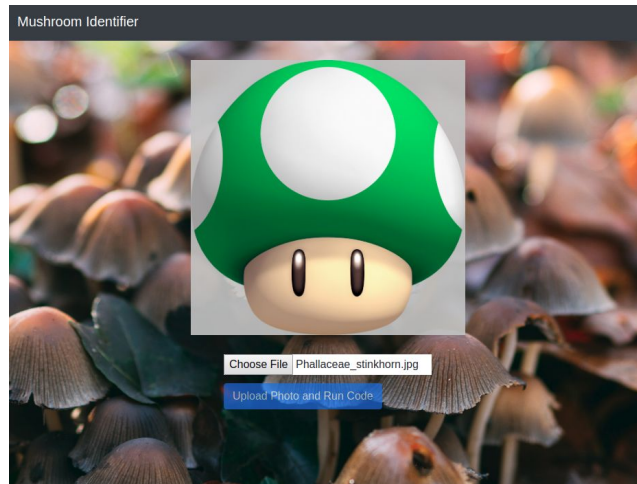 Mushroom Identifier
Choose File Phallaceae_stinkhorn.jpg
Upload Photo and Run Code